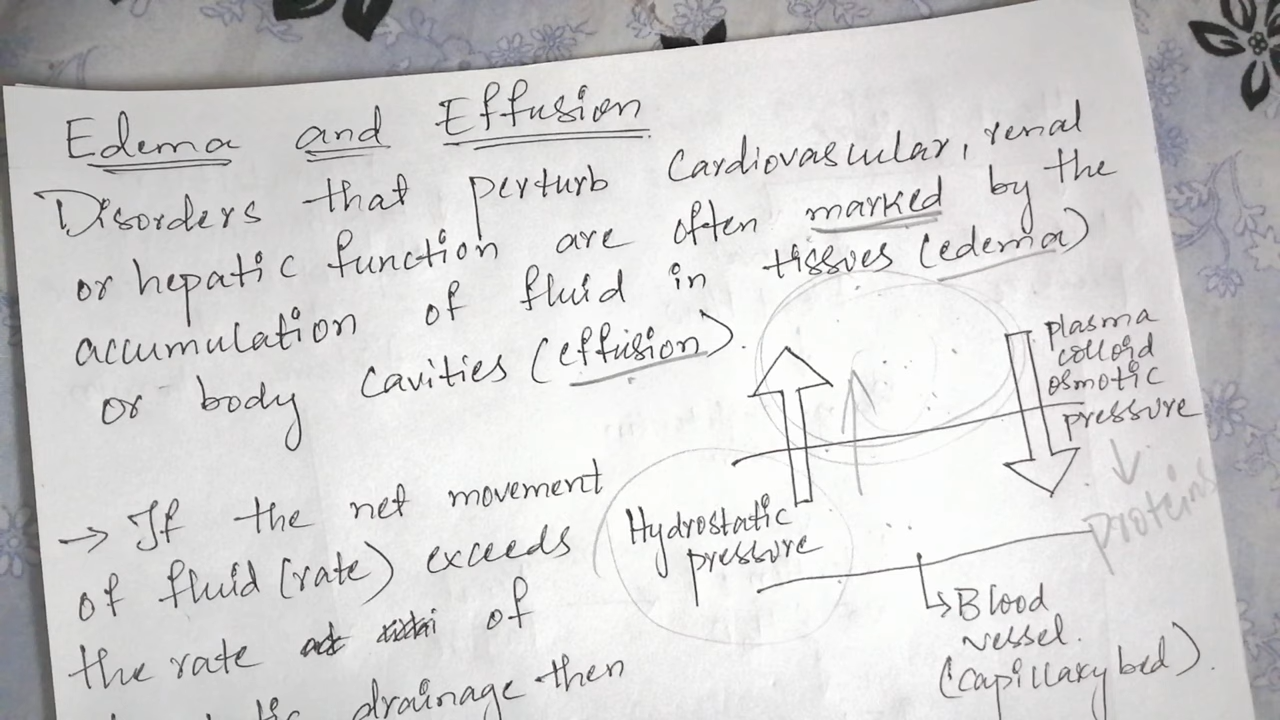 Edema and Effusion
Disorders that perturb cardiovascular, renal
or hepatic function are often marked by the
accumulation of fluid in tissues (edema)
or body cavities (effusion).
→ If the net movement
of fluid (rate) exceeds
the rate of
drainage then
plasma
colloid
osmotic
pressure
↓
proteins
Hydrostatic
pressure
Blood
vessel.
(capillary bed).